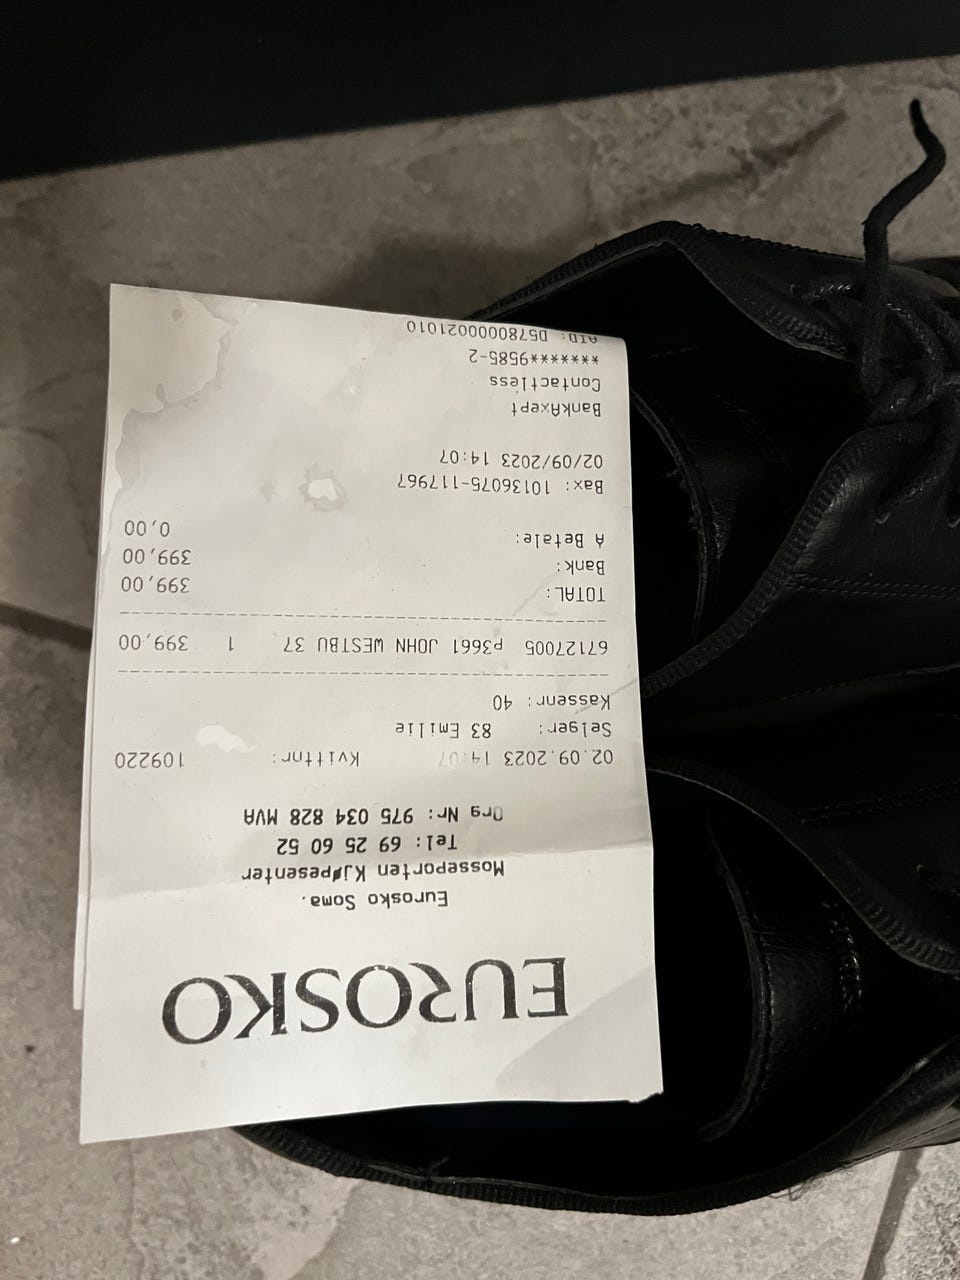 EUROSKO
Eurosko Soma.
Mosseporten Kjøpesenter
Tel: 69 25 60 52
Org Nr: 975 034 828 MVA
02.09.2023 14:07 Kvittnr: 109220
Selger: 83 Emilie
Kassenr: 40
67127005 P3661 JOHN WESTBU 37 1 399,00
TOTAL: 399,00
Bank: 399,00
Å Betale: 0,00
Bax: 10136075-117967
02/09/2023 14:07
BankAxept
Contactless
*******9585-2
AID: D5780000021010